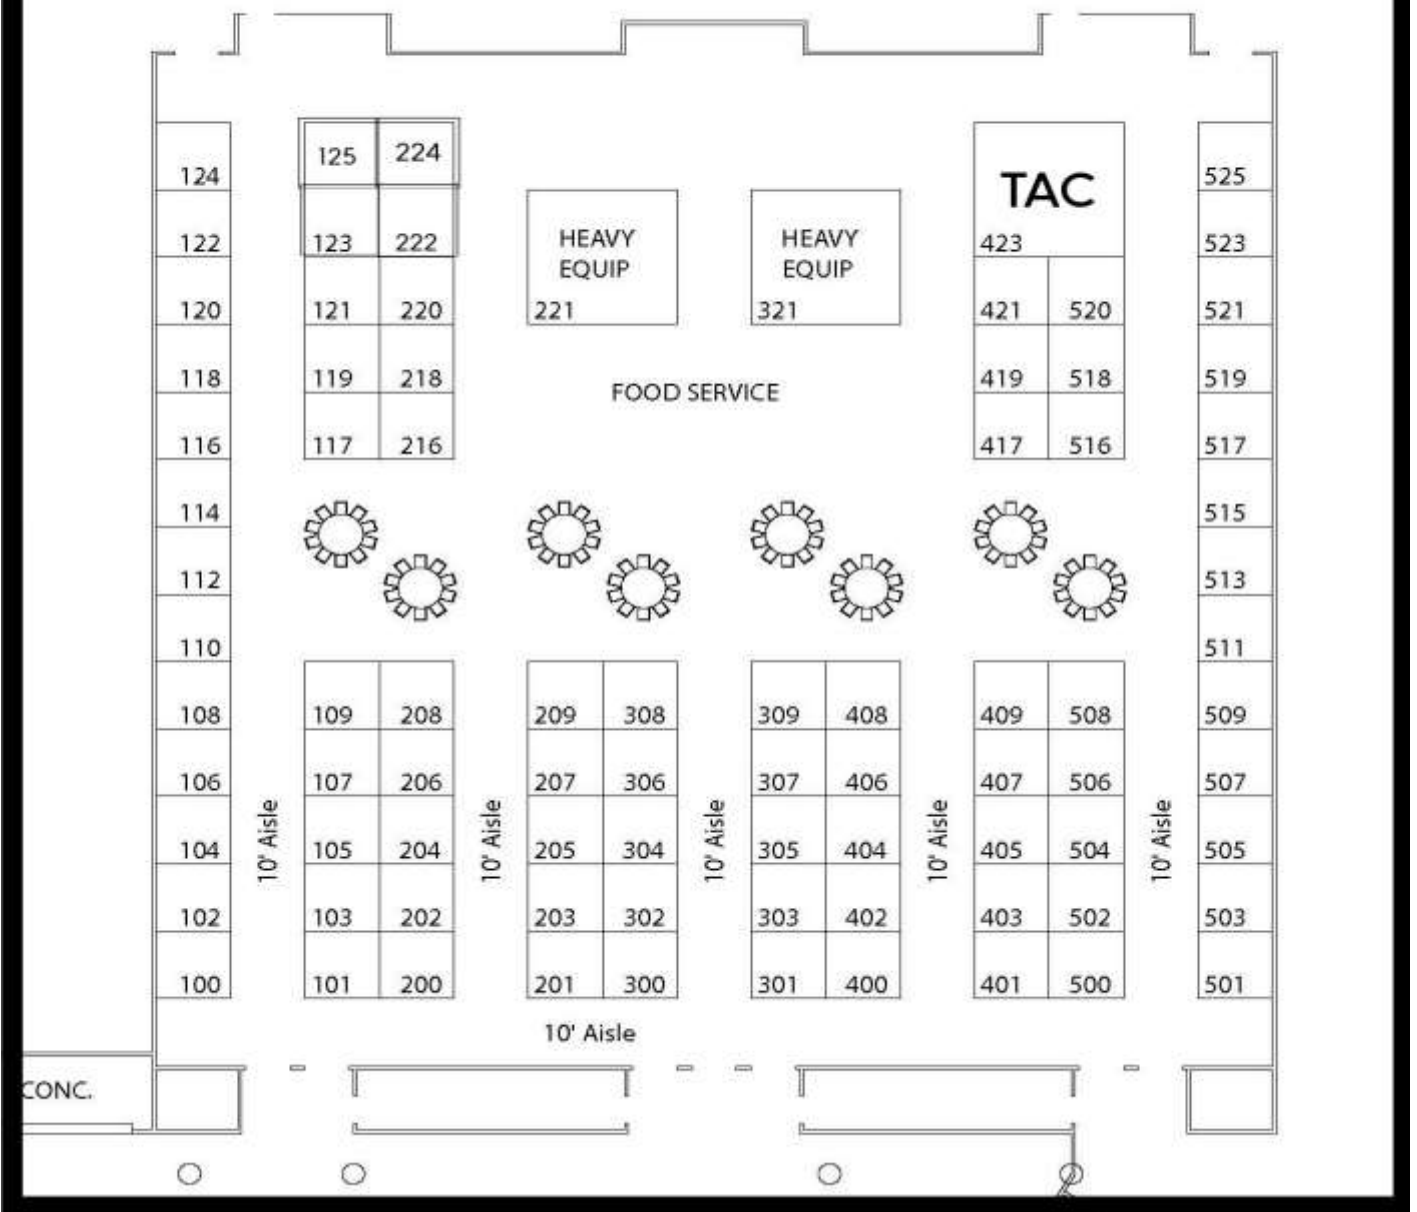 125 224
124 TAC 525
122 123 222 HEAVY HEAVY 423 523
EQUIP EQUIP
120 121 220 221 321 421 520 521
118 119 218 419 518 519
FOOD SERVICE
116 117 216 417 516 517
114 515
112 513
110 511
108 109 208 209 308 309 408 409 508 509
106 107 206 207 306 307 406 407 506 507
10' Aisle 10' Aisle 10' Aisle 10' Aisle 10' Aisle
104 105 204 205 304 305 404 405 504 505
102 103 202 203 302 303 402 403 502 503
100 101 200 201 300 301 400 401 500 501
10' Aisle
CONC.